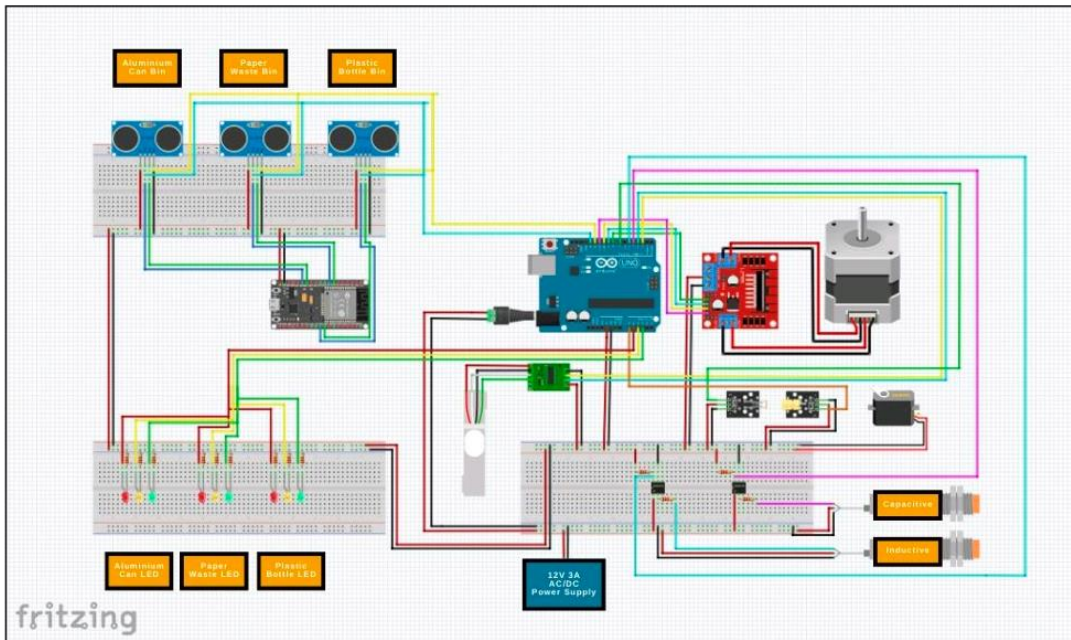 Aluminium
Can Bin
Paper
Waste Bin
Plastic
Bottle Bin
UNO
Capacitive
Inductive
Aluminium
Can LED
Paper
Waste LED
Plastic
Bottle LED
12V 3A
AC/DC
Power Supply
fritzing